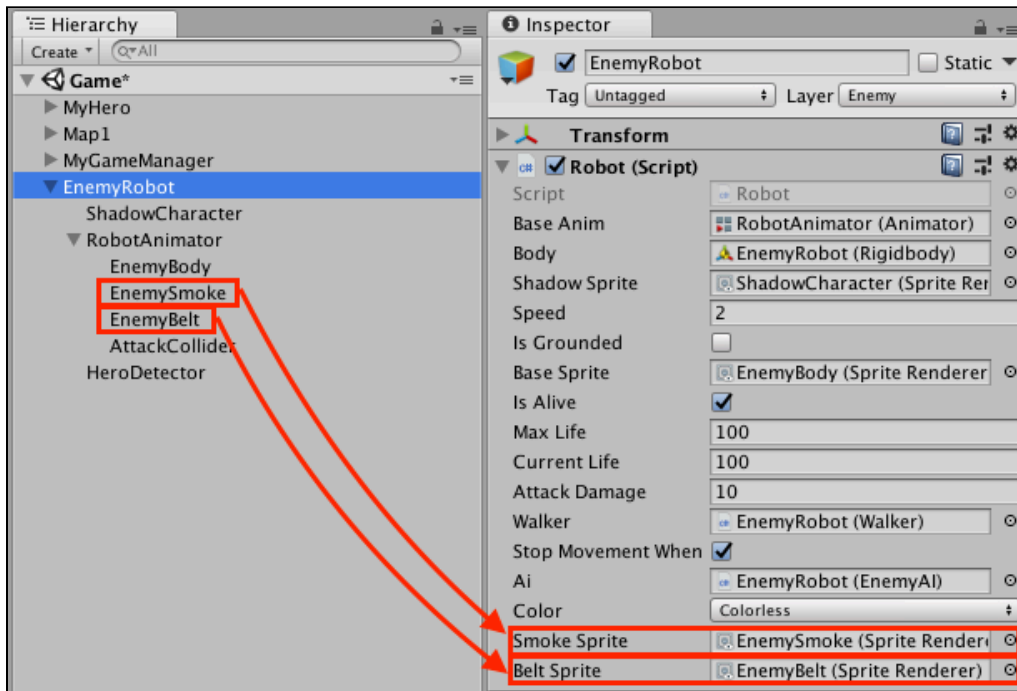 Hierarchy
Create
All
Game*
MyHero
Map1
MyGameManager
EnemyRobot
ShadowCharacter
RobotAnimator
EnemyBody
EnemySmoke
EnemyBelt
AttackCollider
HeroDetector
Inspector
EnemyRobot
Static
Tag Untagged Layer Enemy
Transform
C# Robot (Script)
Script Robot
Base Anim RobotAnimator (Animator)
Body EnemyRobot (Rigidbody)
Shadow Sprite ShadowCharacter (Sprite Rer
Speed 2
Is Grounded
Base Sprite EnemyBody (Sprite Renderer
Is Alive
Max Life 100
Current Life 100
Attack Damage 10
Walker EnemyRobot (Walker)
Stop Movement When
Ai EnemyRobot (EnemyAI)
Color Colorless
Smoke Sprite EnemySmoke (Sprite Render
Belt Sprite EnemyBelt (Sprite Renderer)